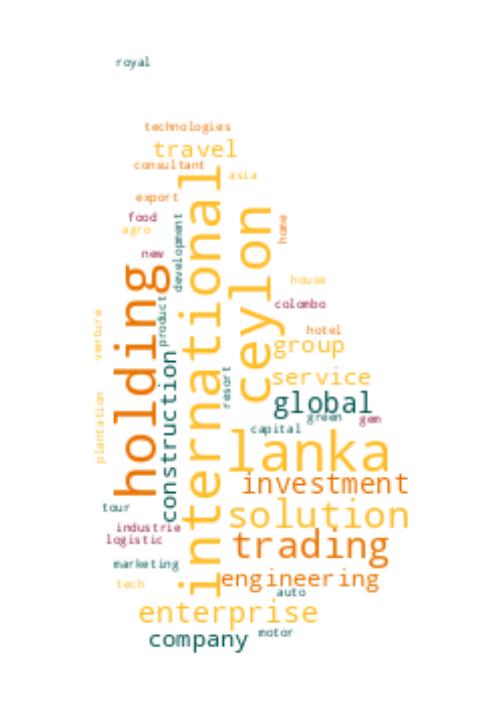 royal
technologies
travel
consultant
asia
export
food
agro
new
development
home
international
ceylon
holding
house
product
colombo
venture
hotel
group
construction
resort
service
plantation
global
green
gem
capital
lanka
investment
tour
solution
industrie
logistic
trading
marketing
engineering
tech
auto
enterprise
company
motor